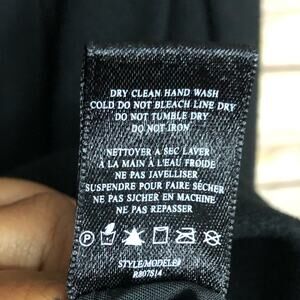 DRY CLEAN HAND WASH
COLD DO NOT BLEACH LINE DRY
DO NOT TUMBLE DRY
DO NOT IRON
NETTOYER A SEC LAVER
À LA MAIN À L'EAU FROIDE
NE PAS JAVELLISER
SUSPENDRE POUR FAIRE SÉCHER
NE PAS SICHER EN MACHINE
NE PAS REPASSER
STYLE/MODELE#
R807514